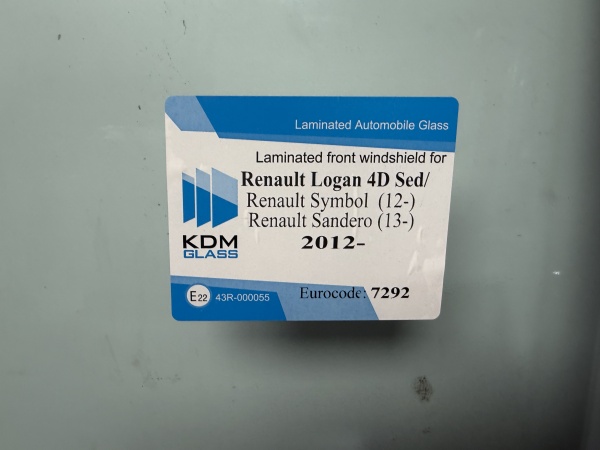 Laminated Automobile Glass
Laminated front windshield for
Renault Logan 4D Sed/
Renault Symbol (12-)
Renault Sandero (13-)
2012-
KDM
GLASS
E22 43R-000055
Eurocode: 7292